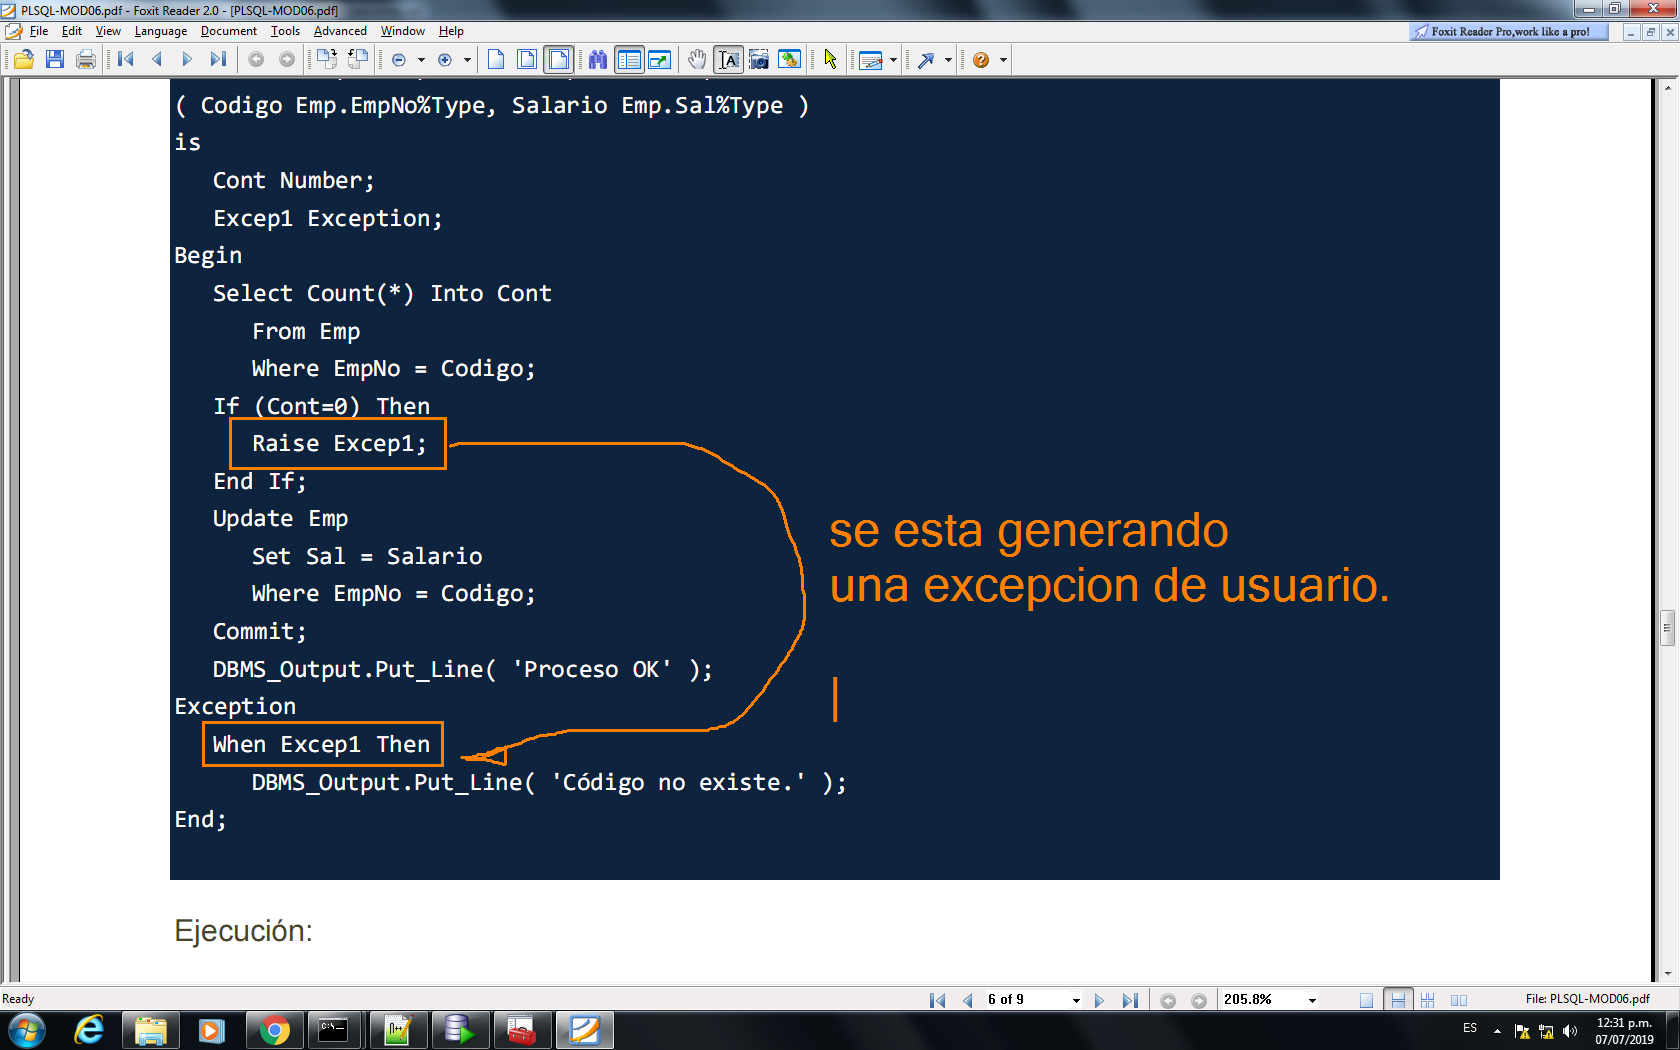 PLSQL-MOD06.pdf - Foxit Reader 2.0 - [PLSQL-MOD06.pdf]
File Edit View Language Document Tools Advanced Window Help
Foxit Reader Pro,work like a pro!
( Codigo Emp.EmpNo%Type, Salario Emp.Sal%Type )
is
Cont Number;
Excep1 Exception;
Begin
Select Count(*) Into Cont
From Emp
Where EmpNo = Codigo;
If (Cont=0) Then
Raise Excep1;
End If;
Update Emp
Set Sal = Salario
Where EmpNo = Codigo;
Commit;
DBMS_Output.Put_Line( 'Proceso OK' );
Exception
When Excep1 Then
DBMS_Output.Put_Line( 'Código no existe.' );
End;
se esta generando
una excepcion de usuario.
Ejecución:
Ready
6 of 9
205.8%
File: PLSQL-MOD06.pdf
ES
12:31 p.m.
07/07/2019